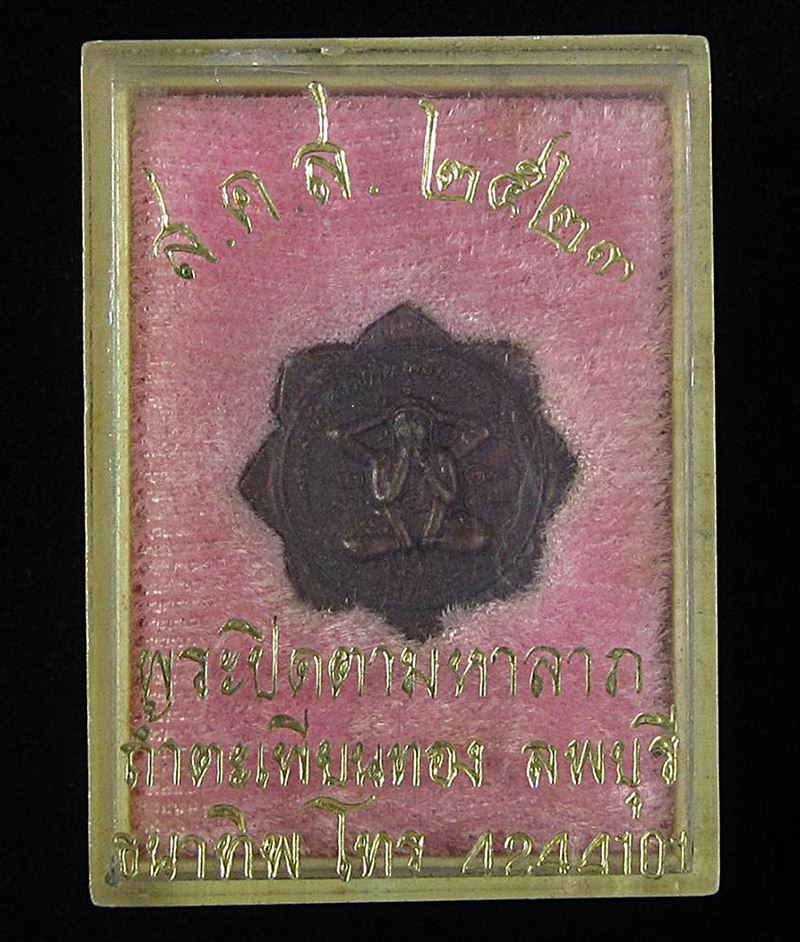 ส.ค.ส. ๒๕๒๓
พระปิดตามหาลาภ
ถ้ำตะเพียนทอง ลพบุรี
ธนาทิพ โทร 4244101